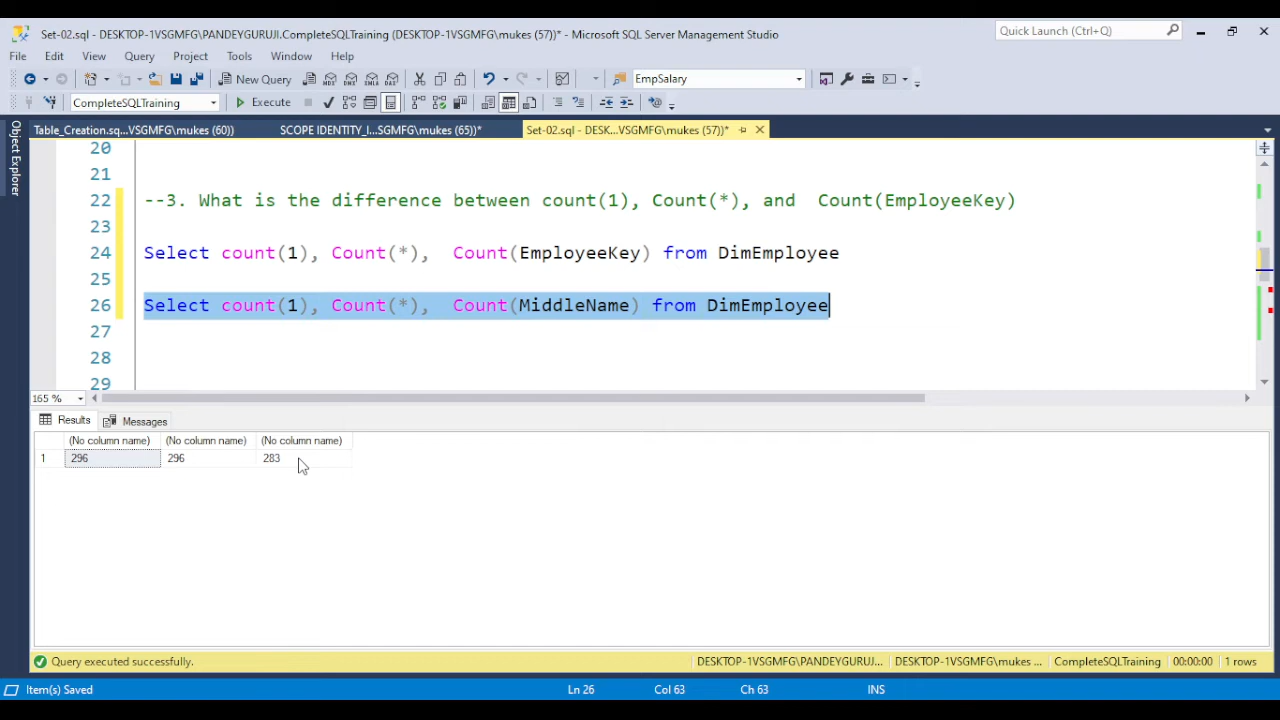 Set-02.sql - DESKTOP-1VSGMFG\PANDEYGURUJI.CompleteSQLTraining (DESKTOP-1VSGMFG\mukes (57))* - Microsoft SQL Server Management Studio
Quick Launch (Ctrl+Q)
File Edit View Query Project Tools Window Help
New Query
EmpSalary
CompleteSQLTraining
Execute
Table_Creation.sq...VSGMFG\mukes (60))
SCOPE IDENTITY_I...SGMFG\mukes (65))*
Set-02.sql - DESK...VSGMFG\mukes (57))*
Object Explorer
20
21
22 --3. What is the difference between count(1), Count(*), and Count(EmployeeKey)
23
24 Select count(1), Count(*), Count(EmployeeKey) from DimEmployee
25
26 Select count(1), Count(*), Count(MiddleName) from DimEmployee
27
28
29
165 %
Results Messages
(No column name) (No column name) (No column name)
1 296 296 283
Query executed successfully.
DESKTOP-1VSGMFG\PANDEYGURUJI... DESKTOP-1VSGMFG\mukes ... CompleteSQLTraining 00:00:00 1 rows
Item(s) Saved Ln 26 Col 63 Ch 63 INS